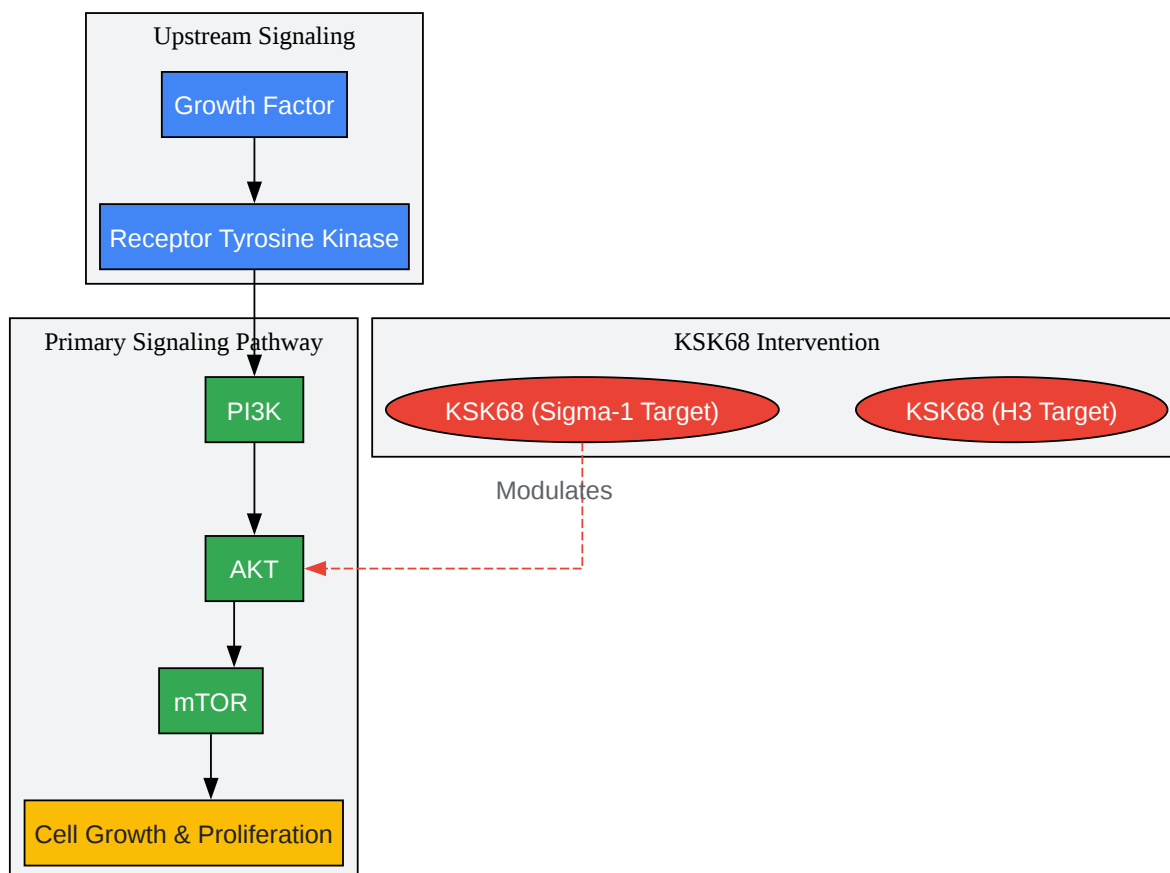 Upstream Signaling
Growth Factor
Receptor Tyrosine Kinase
Primary Signaling Pathway
KSK68 Intervention
PI3K
KSK68 (Sigma-1 Target)
KSK68 (H3 Target)
Modulates
AKT
mTOR
Cell Growth & Proliferation